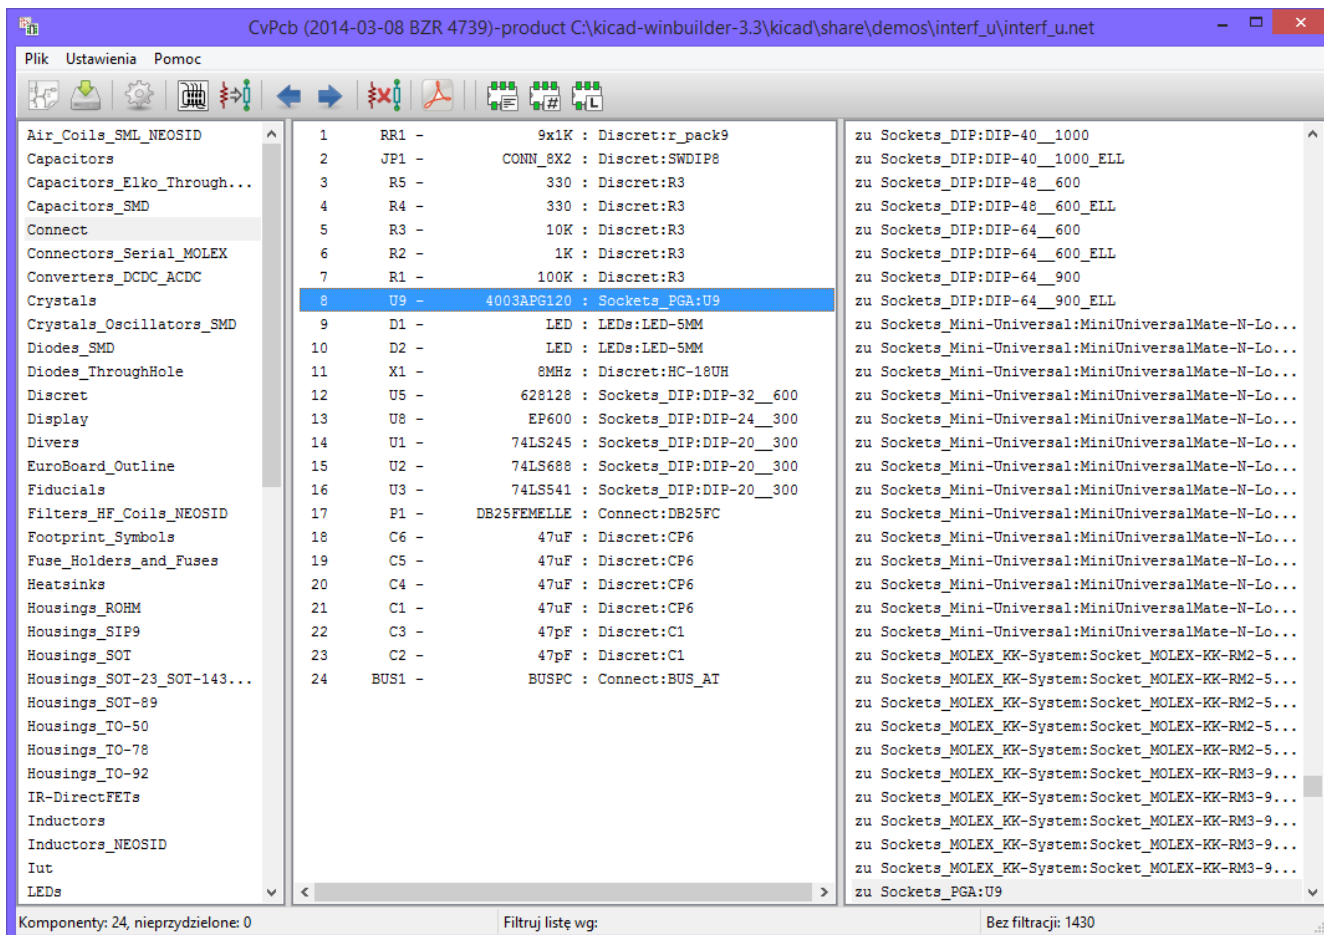 CvPcb (2014-03-08 BZR 4739)-product C:\kicad-winbuilder-3.3\kicad\share\demos\interf_u\interf_u.net
Plik Ustawienia Pomoc
Air_Coils_SML_NEOSID
Capacitors
Capacitors_Elko_Through...
Capacitors_SMD
Connect
Connectors_Serial_MOLEX
Converters_DCDC_ACDC
Crystals
Crystals_Oscillators_SMD
Diodes_SMD
Diodes_ThroughHole
Discret
Display
Divers
EuroBoard_Outline
Fiducials
Filters_HF_Coils_NEOSID
Footprint_Symbols
Fuse_Holders_and_Fuses
Heatsinks
Housings_ROHM
Housings_SIP9
Housings_SOT
Housings_SOT-23_SOT-143...
Housings_SOT-89
Housings_TO-50
Housings_TO-78
Housings_TO-92
IR-DirectFETs
Inductors
Inductors_NEOSID
Iut
LEDs
1 RR1 - 9x1K : Discret:r_pack9
2 JP1 - CONN_8X2 : Discret:SWDIP8
3 R5 - 330 : Discret:R3
4 R4 - 330 : Discret:R3
5 R3 - 10K : Discret:R3
6 R2 - 1K : Discret:R3
7 R1 - 100K : Discret:R3
8 U9 - 4003APG120 : Sockets_PGA:U9
9 D1 - LED : LEDs:LED-5MM
10 D2 - LED : LEDs:LED-5MM
11 X1 - 8MHz : Discret:HC-18UH
12 U5 - 628128 : Sockets_DIP:DIP-32__600
13 U8 - EP600 : Sockets_DIP:DIP-24__300
14 U1 - 74LS245 : Sockets_DIP:DIP-20__300
15 U2 - 74LS688 : Sockets_DIP:DIP-20__300
16 U3 - 74LS541 : Sockets_DIP:DIP-20__300
17 P1 - DB25FEMELLE : Connect:DB25FC
18 C6 - 47uF : Discret:CP6
19 C5 - 47uF : Discret:CP6
20 C4 - 47uF : Discret:CP6
21 C1 - 47uF : Discret:CP6
22 C3 - 47pF : Discret:C1
23 C2 - 47pF : Discret:C1
24 BUS1 - BUSPC : Connect:BUS_AT
zu Sockets_DIP:DIP-40__1000
zu Sockets_DIP:DIP-40__1000_ELL
zu Sockets_DIP:DIP-48__600
zu Sockets_DIP:DIP-48__600_ELL
zu Sockets_DIP:DIP-64__600
zu Sockets_DIP:DIP-64__600_ELL
zu Sockets_DIP:DIP-64__900
zu Sockets_DIP:DIP-64__900_ELL
zu Sockets_Mini-Universal:MiniUniversalMate-N-Lo...
zu Sockets_Mini-Universal:MiniUniversalMate-N-Lo...
zu Sockets_Mini-Universal:MiniUniversalMate-N-Lo...
zu Sockets_Mini-Universal:MiniUniversalMate-N-Lo...
zu Sockets_Mini-Universal:MiniUniversalMate-N-Lo...
zu Sockets_Mini-Universal:MiniUniversalMate-N-Lo...
zu Sockets_Mini-Universal:MiniUniversalMate-N-Lo...
zu Sockets_Mini-Universal:MiniUniversalMate-N-Lo...
zu Sockets_Mini-Universal:MiniUniversalMate-N-Lo...
zu Sockets_Mini-Universal:MiniUniversalMate-N-Lo...
zu Sockets_Mini-Universal:MiniUniversalMate-N-Lo...
zu Sockets_Mini-Universal:MiniUniversalMate-N-Lo...
zu Sockets_Mini-Universal:MiniUniversalMate-N-Lo...
zu Sockets_Mini-Universal:MiniUniversalMate-N-Lo...
zu Sockets_MOLEX_KK-System:Socket_MOLEX-KK-RM2-5...
zu Sockets_MOLEX_KK-System:Socket_MOLEX-KK-RM2-5...
zu Sockets_MOLEX_KK-System:Socket_MOLEX-KK-RM2-5...
zu Sockets_MOLEX_KK-System:Socket_MOLEX-KK-RM2-5...
zu Sockets_MOLEX_KK-System:Socket_MOLEX-KK-RM2-5...
zu Sockets_MOLEX_KK-System:Socket_MOLEX-KK-RM3-9...
zu Sockets_MOLEX_KK-System:Socket_MOLEX-KK-RM3-9...
zu Sockets_MOLEX_KK-System:Socket_MOLEX-KK-RM3-9...
zu Sockets_MOLEX_KK-System:Socket_MOLEX-KK-RM3-9...
zu Sockets_MOLEX_KK-System:Socket_MOLEX-KK-RM3-9...
zu Sockets_PGA:U9
Komponenty: 24, nieprzydzielone: 0
Filtruj listę wg:
Bez filtracji: 1430